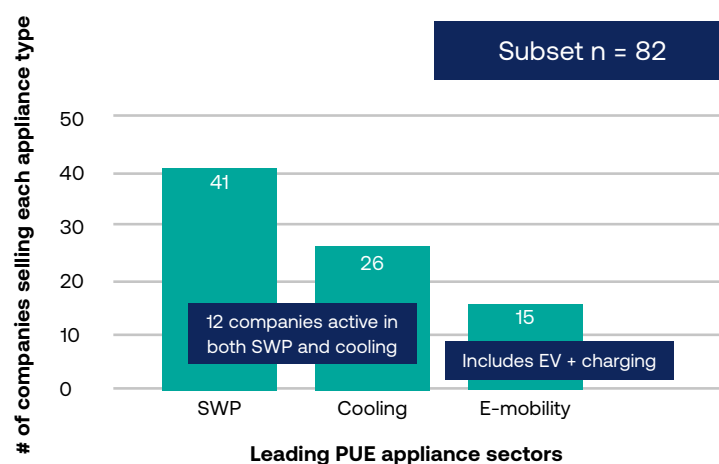 # of companies selling each appliance type
Subset n = 82
50
40
30
20
10
0
41
26
15
12 companies active in
both SWP and cooling
Includes EV + charging
SWP
Cooling
E-mobility
Leading PUE appliance sectors